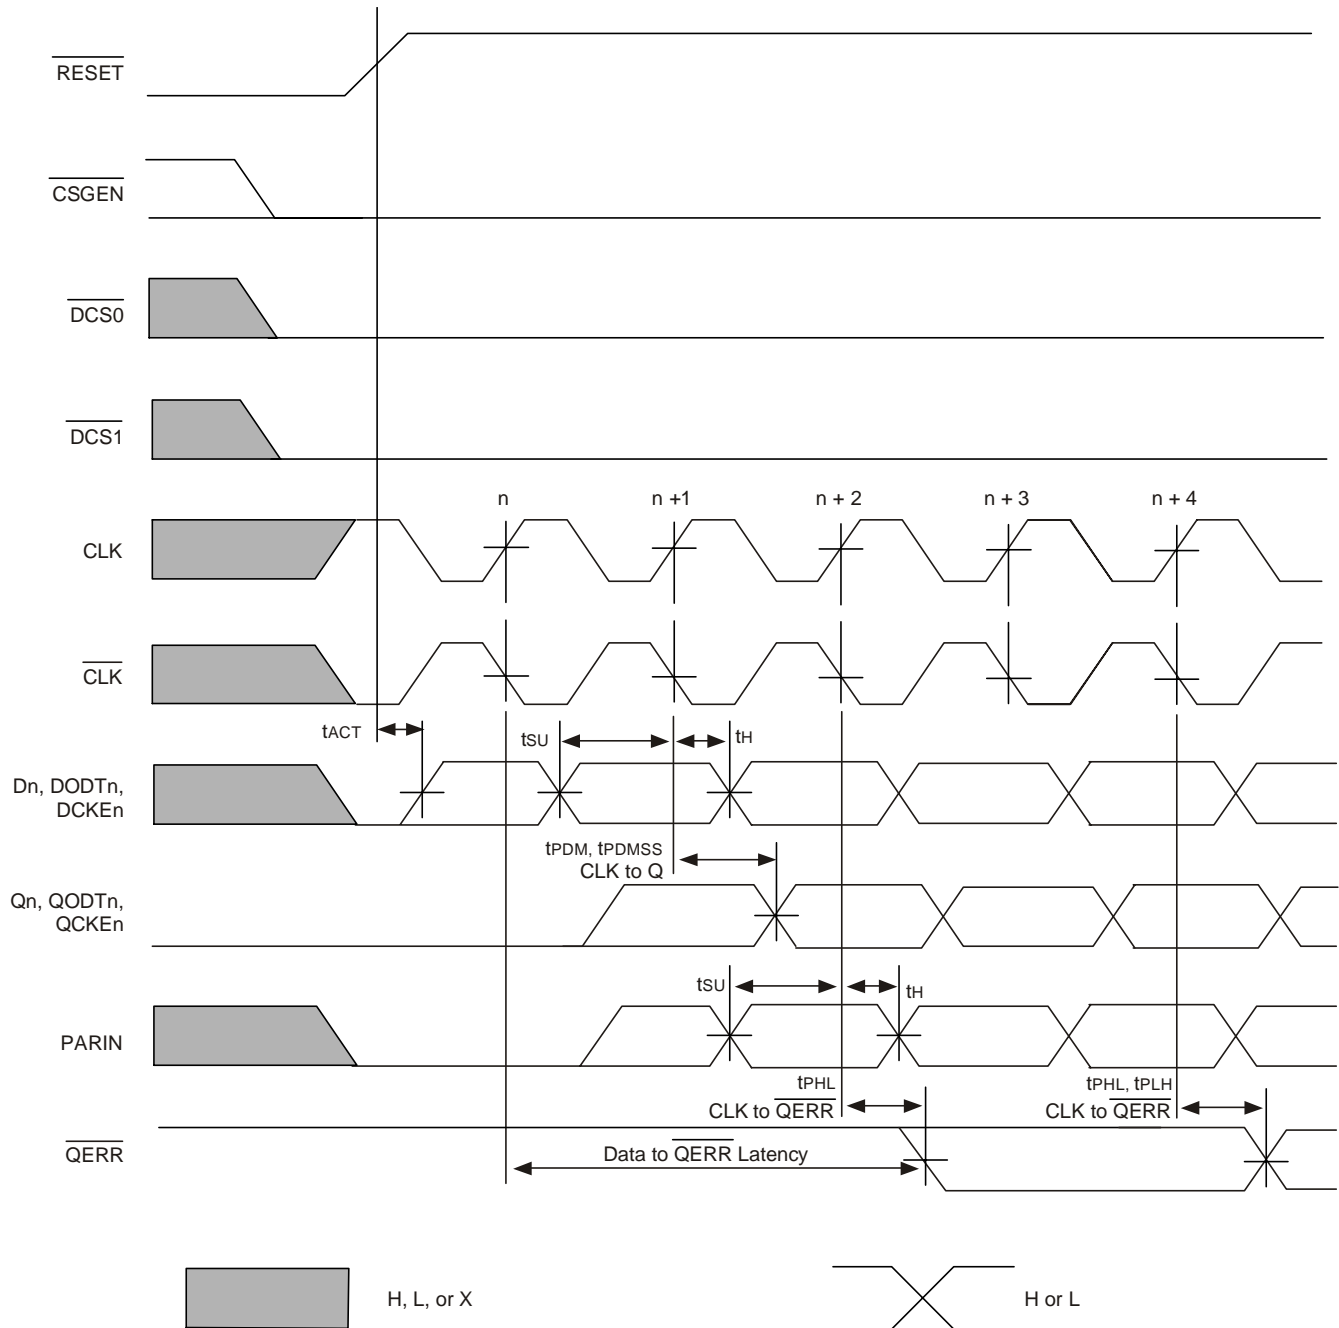 RESET
CSGEN
DCS0
DCS1
n
n +1
n + 2
n + 3
n + 4
CLK
CLK
tACT
tSU
tH
Dn, DODTn,
DCKEn
tPDM, tPDMSS
CLK to Q
Qn, QODTn,
QCKEn
tSU
tH
PARIN
tPHL
CLK to QERR
tPHL, tPLH
CLK to QERR
QERR
Data to QERR Latency
H, L, or X
H or L